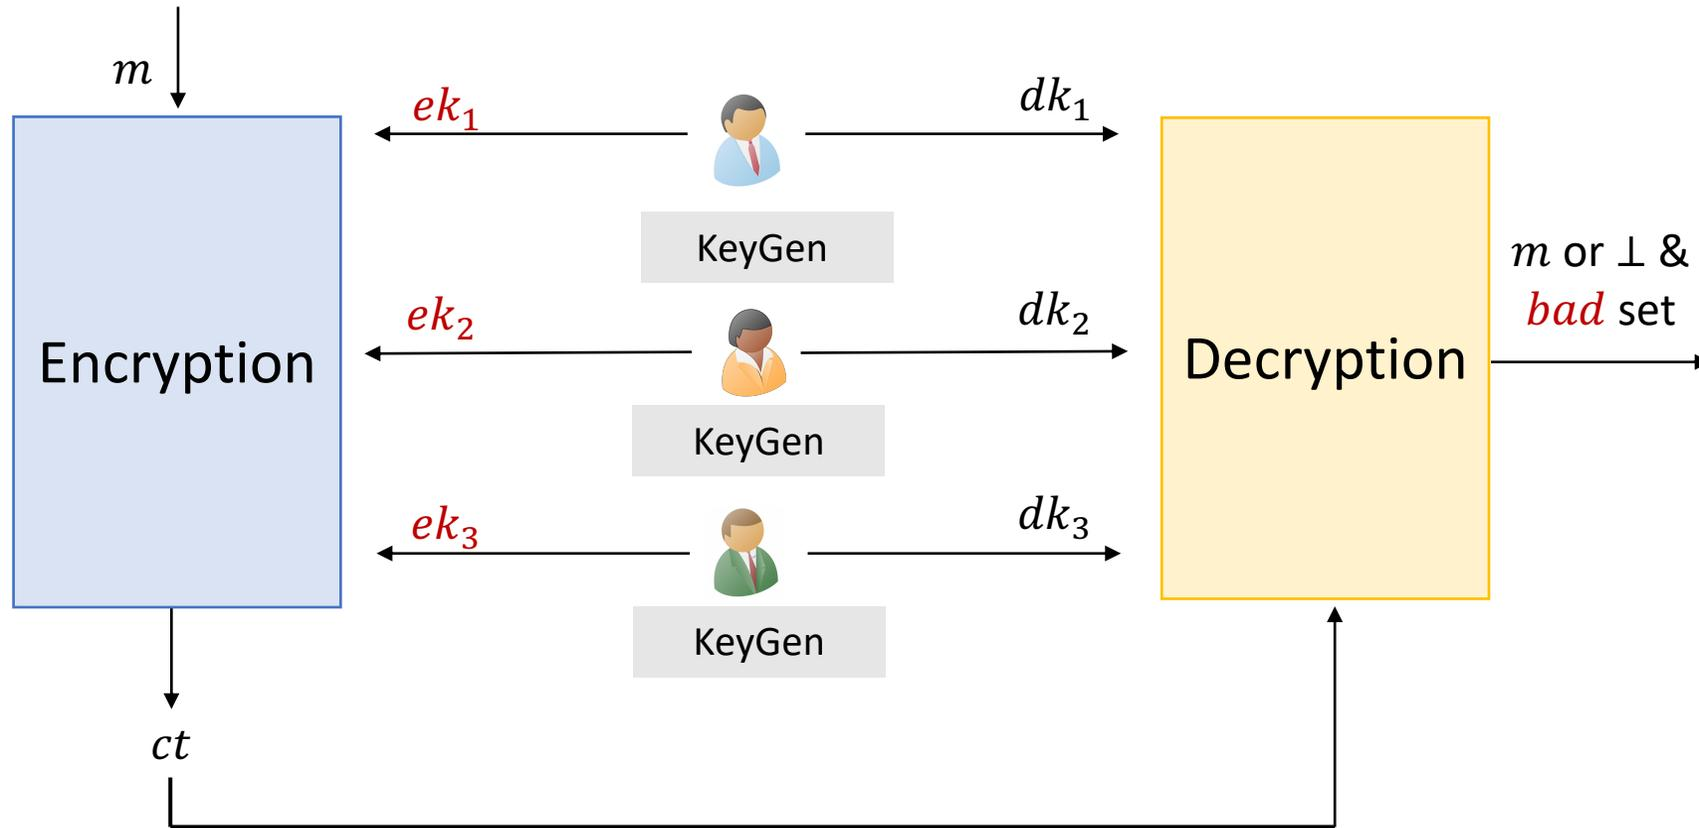 m
ek₁
dk₁
KeyGen
m or ⊥ &
bad set
ek₂
dk₂
Encryption
Decryption
KeyGen
ek₃
dk₃
KeyGen
ct